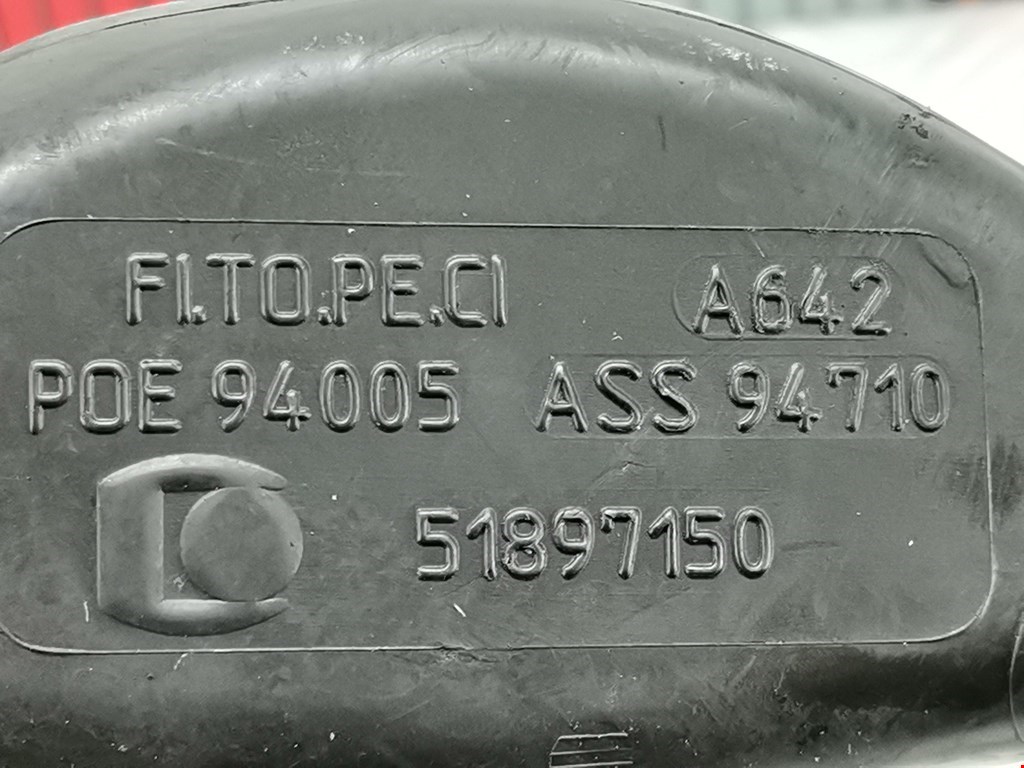 FI.TO.PE.CI A642
POE 94005 ASS 94710
51897150